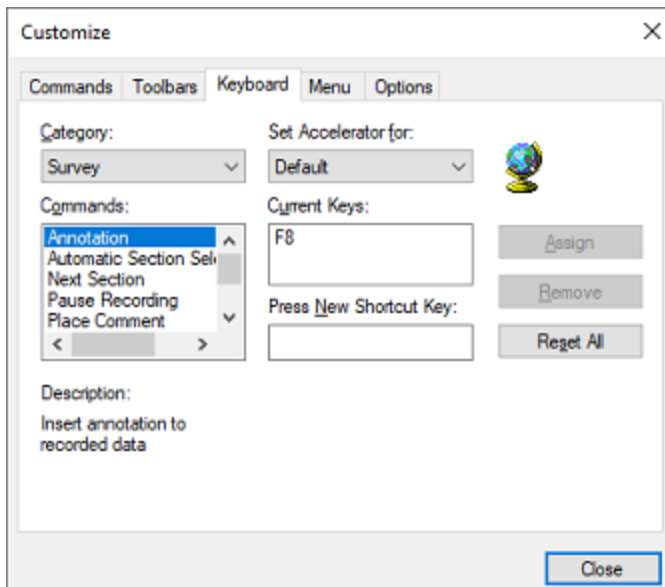 Customize
Commands Toolbars Keyboard Menu Options
Category:
Survey
Set Accelerator for:
Default
Commands:
Annotation
Automatic Section Sel
Next Section
Pause Recording
Place Comment
Current Keys:
F8
Press New Shortcut Key:
Assign
Remove
Reset All
Description:
Insert annotation to
recorded data
Close